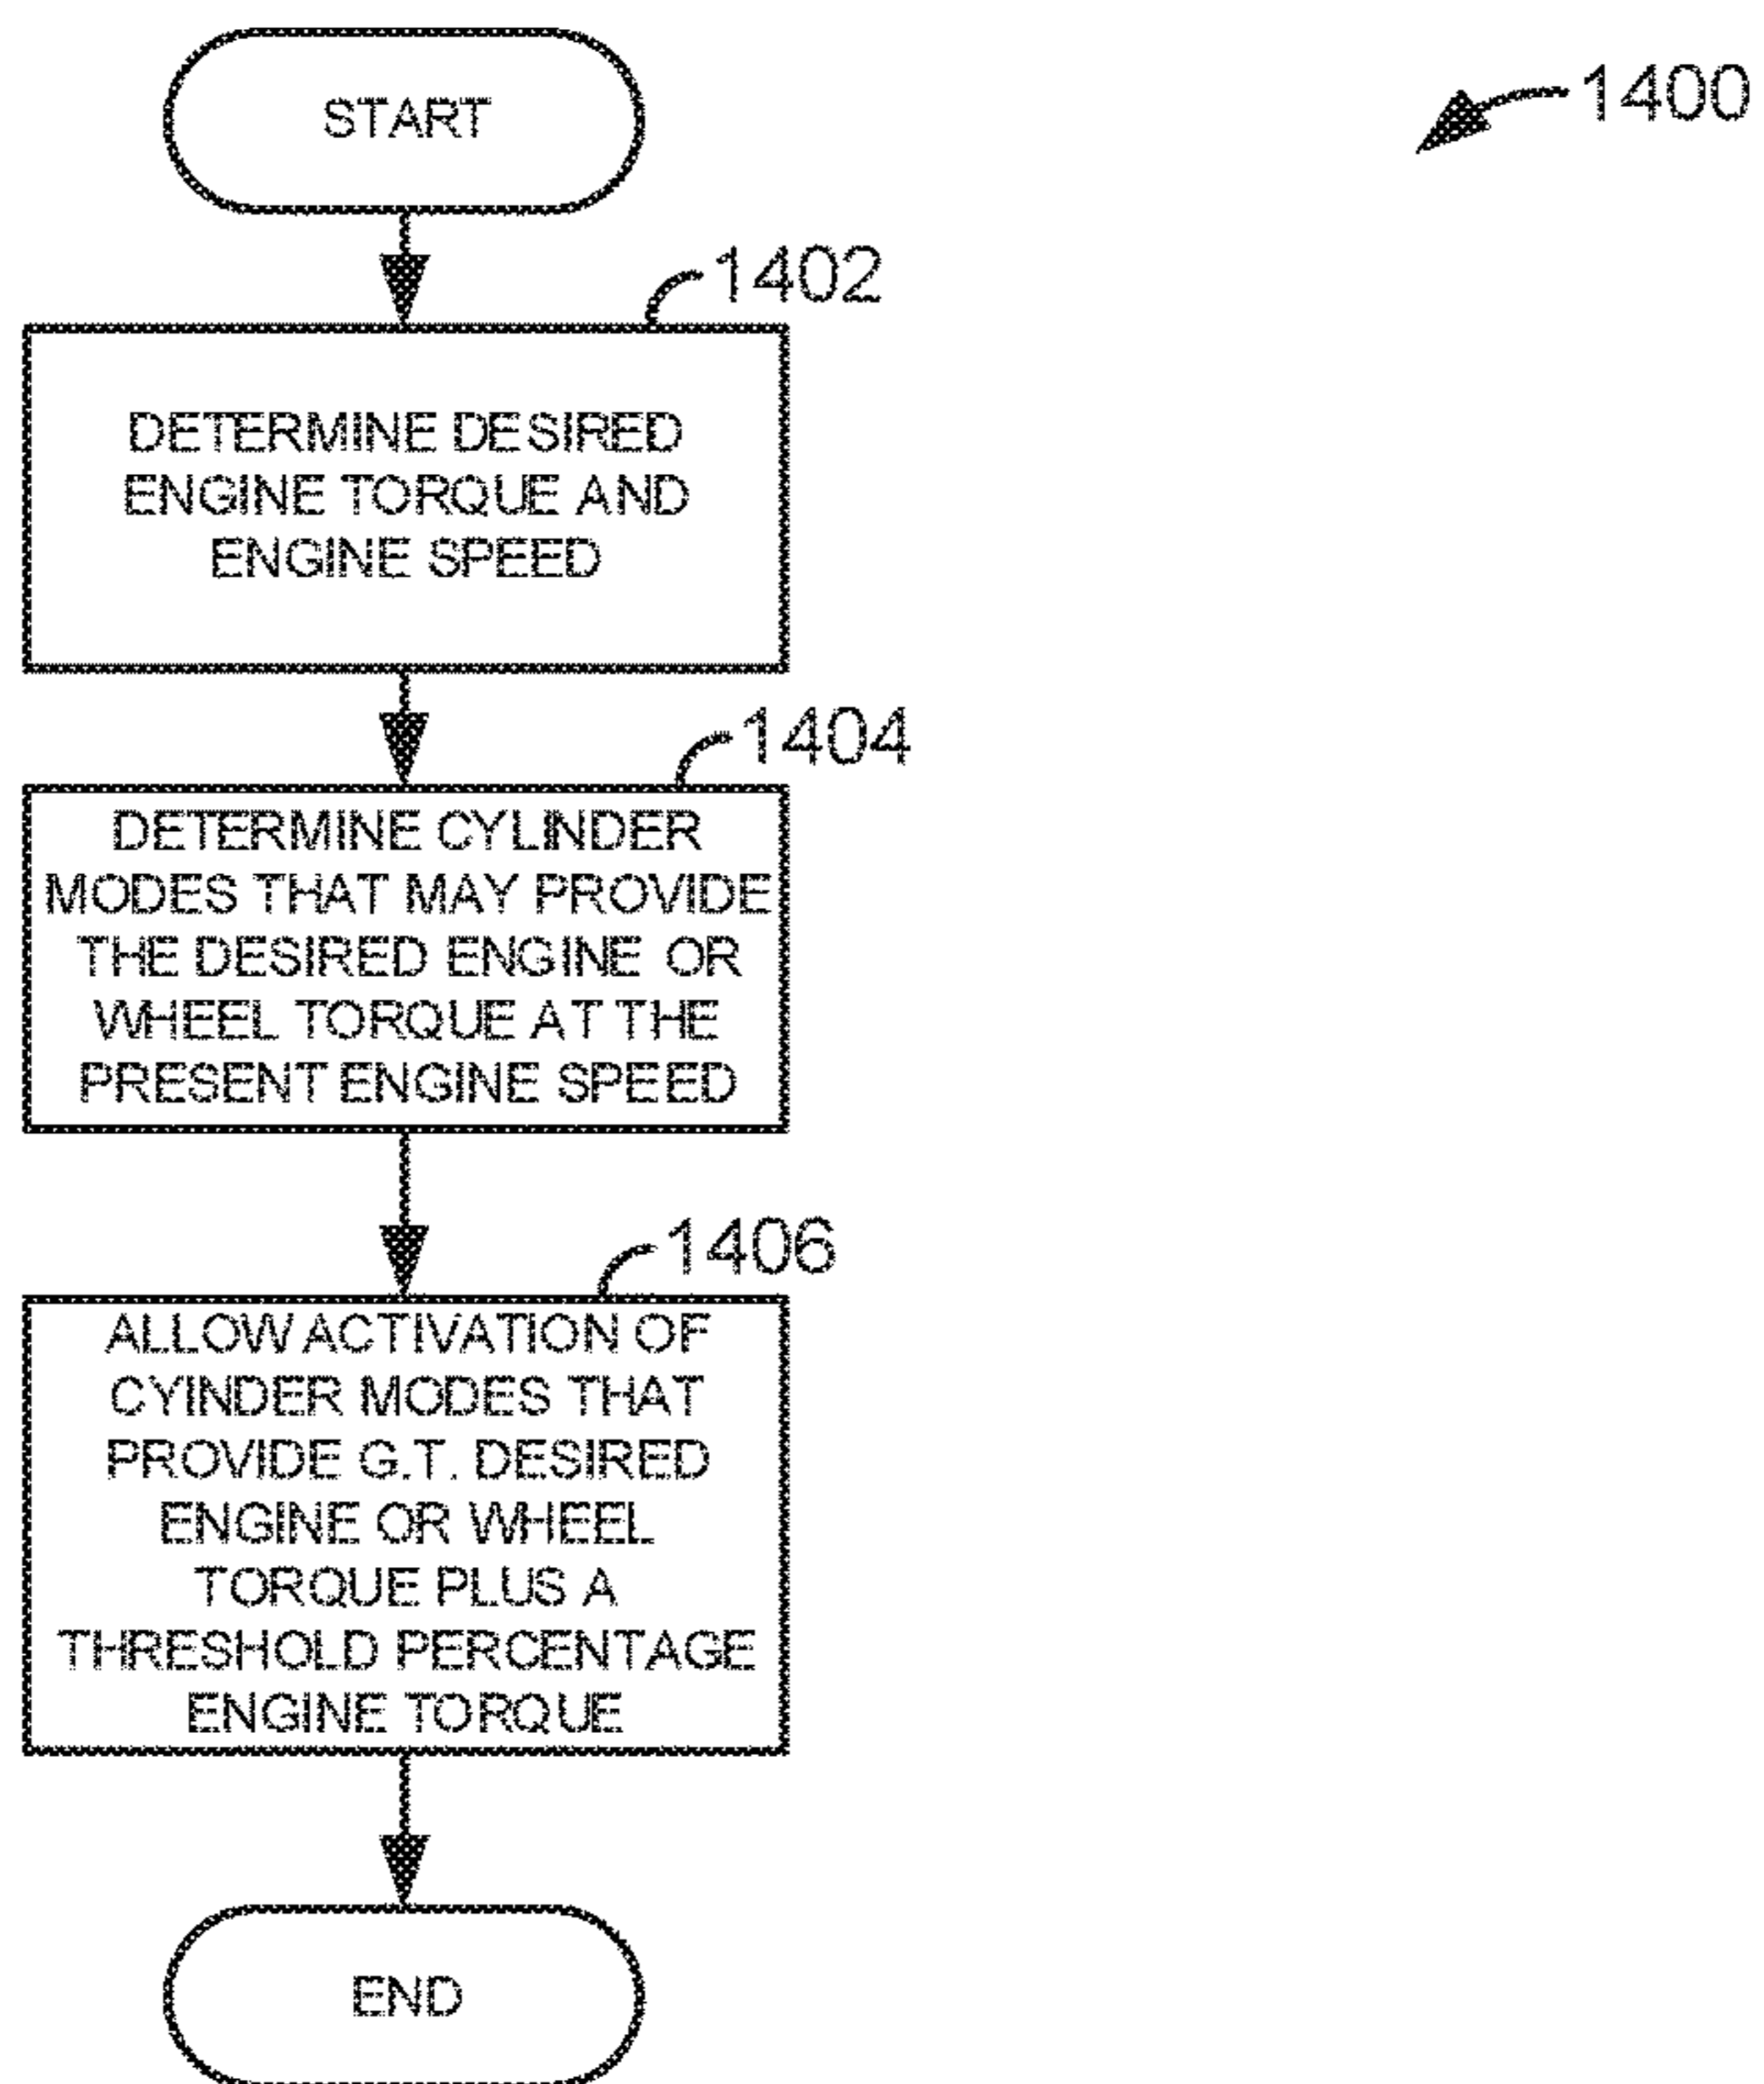 START
1400
1402
DETERMINE DESIRED
ENGINE TORQUE AND
ENGINE SPEED
1404
DETERMINE CYLINDER
MODES THAT MAY PROVIDE
THE DESIRED ENGINE OR
WHEEL TORQUE AT THE
PRESENT ENGINE SPEED
1406
ALLOW ACTIVATION OF
CYINDER MODES THAT
PROVIDE G.T. DESIRED
ENGINE OR WHEEL
TORQUE PLUS A
THRESHOLD PERCENTAGE
ENGINE TORQUE
END